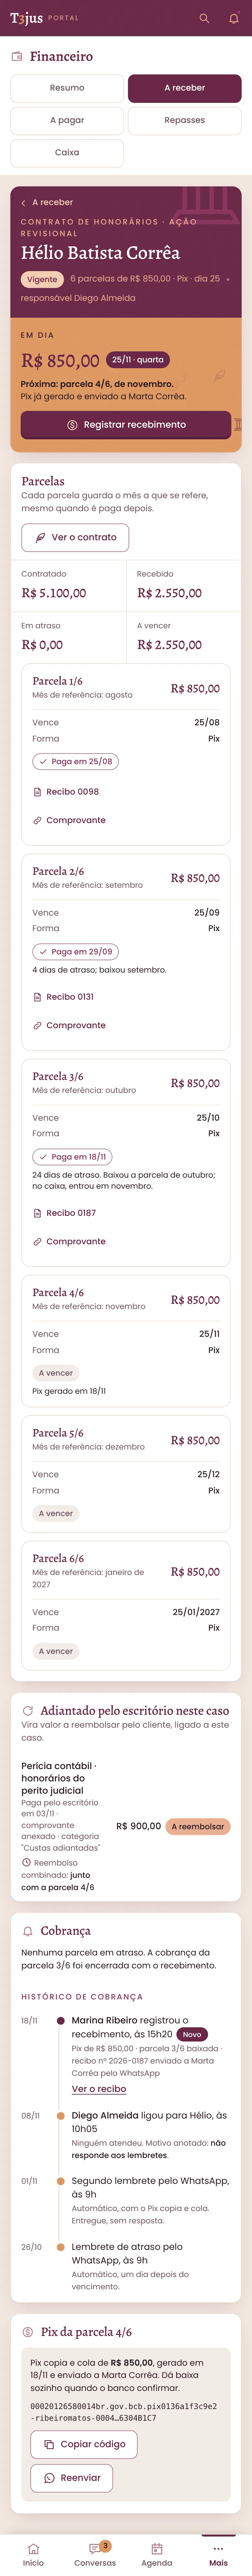 T3jus PORTAL
Financeiro
Resumo
A receber
A pagar
Repasses
Caixa
A receber
CONTRATO DE HONORÁRIOS · AÇÃO
REVISIONAL
Hélio Batista Corrêa
Vigente 6 parcelas de R$ 850,00 · Pix · dia 25
responsável Diego Almeida
EM DIA
R$ 850,00 25/11 · quarta
Próxima: parcela 4/6, de novembro.
Pix já gerado e enviado a Marta Corrêa.
Registrar recebimento
Parcelas
Cada parcela guarda o mês a que se refere,
mesmo quando é paga depois.
Ver o contrato
Contratado
R$ 5.100,00
Recebido
R$ 2.550,00
Em atraso
R$ 0,00
A vencer
R$ 2.550,00
Parcela 1/6
Mês de referência: agosto
R$ 850,00
Vence 25/08
Forma Pix
Paga em 25/08
Recibo 0098
Comprovante
Parcela 2/6
Mês de referência: setembro
R$ 850,00
Vence 25/09
Forma Pix
Paga em 29/09
4 dias de atraso; baixou setembro.
Recibo 0131
Comprovante
Parcela 3/6
Mês de referência: outubro
R$ 850,00
Vence 25/10
Forma Pix
Paga em 18/11
24 dias de atraso. Baixou a parcela de outubro;
no caixa, entrou em novembro.
Recibo 0187
Comprovante
Parcela 4/6
Mês de referência: novembro
R$ 850,00
Vence 25/11
Forma Pix
A vencer
Pix gerado em 18/11
Parcela 5/6
Mês de referência: dezembro
R$ 850,00
Vence 25/12
Forma Pix
A vencer
Parcela 6/6
Mês de referência: janeiro de
2027
R$ 850,00
Vence 25/01/2027
Forma Pix
A vencer
Adiantado pelo escritório neste caso
Vira valor a reembolsar pelo cliente, ligado a este
caso.
Perícia contábil ·
honorários do
perito judicial
Paga pelo escritório
em 03/11 ·
comprovante
anexado · categoria
"Custas adiantadas"
Reembolso
combinado: junto
com a parcela 4/6
R$ 900,00 A reembolsar
Cobrança
Nenhuma parcela em atraso. A cobrança da
parcela 3/6 foi encerrada com o recebimento.
HISTÓRICO DE COBRANÇA
18/11 Marina Ribeiro registrou o
recebimento, às 15h20 Novo
Pix de R$ 850,00 · parcela 3/6 baixada ·
recibo nº 2026-0187 enviado a Marta
Corrêa pelo WhatsApp
Ver o recibo
08/11 Diego Almeida ligou para Hélio, às
10h05
Ninguém atendeu. Motivo anotado: não
responde aos lembretes.
01/11 Segundo lembrete pelo WhatsApp,
às 9h
Automático, com o Pix copia e cola.
Entregue, sem resposta.
26/10 Lembrete de atraso pelo
WhatsApp, às 9h
Automático, um dia depois do
vencimento.
Pix da parcela 4/6
Pix copia e cola de R$ 850,00, gerado em
18/11 e enviado a Marta Corrêa. Dá baixa
sozinho quando o banco confirmar.
00020126580014br.gov.bcb.pix0136a1f3c9e2
-ribeiromatos-0004…6304B1C7
Copiar código
Reenviar
Início
3
Conversas
Agenda
Mais